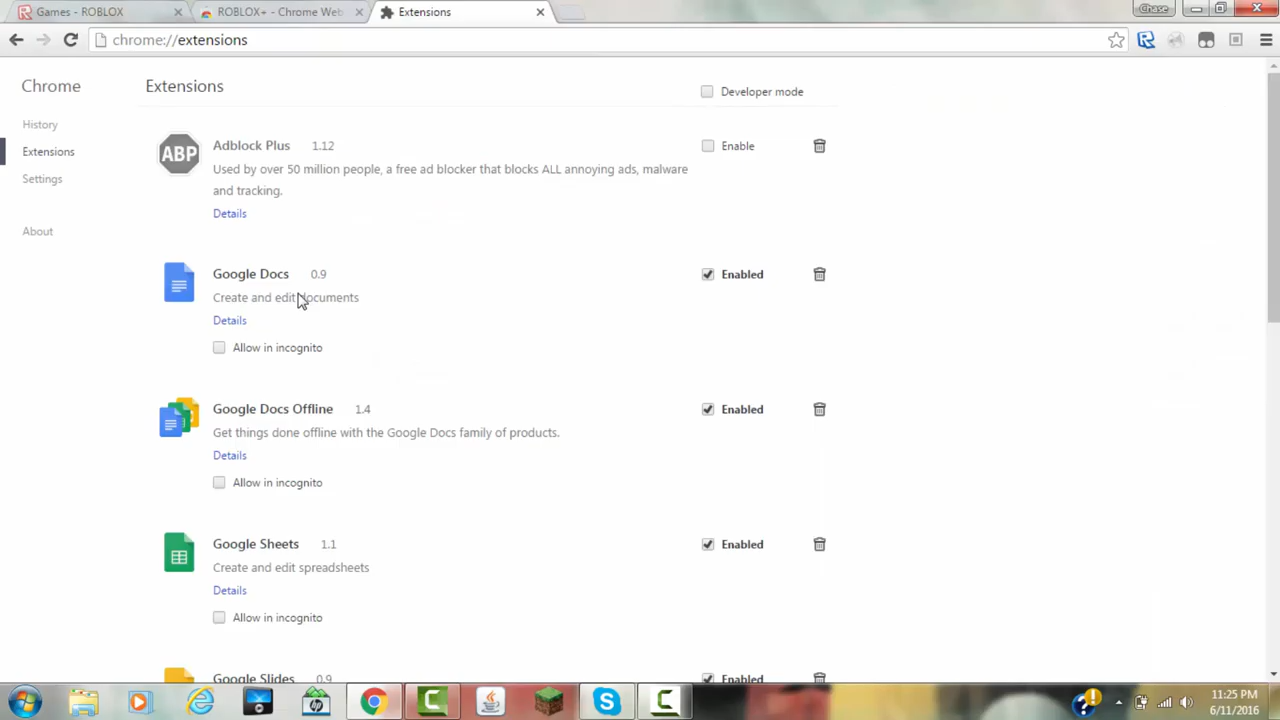 Games - ROBLOX
ROBLOX+ - Chrome Web
Extensions
Chase
chrome://extensions
Chrome
Extensions
Developer mode
History
Extensions
Settings
About
ABP
Adblock Plus 1.12
Enable
Used by over 50 million people, a free ad blocker that blocks ALL annoying ads, malware
and tracking.
Details
Google Docs 0.9
Enabled
Create and edit documents
Details
Allow in incognito
Google Docs Offline 1.4
Enabled
Get things done offline with the Google Docs family of products.
Details
Allow in incognito
Google Sheets 1.1
Enabled
Create and edit spreadsheets
Details
Allow in incognito
Google Slides 0.9
Enabled
11:25 PM
6/11/2016